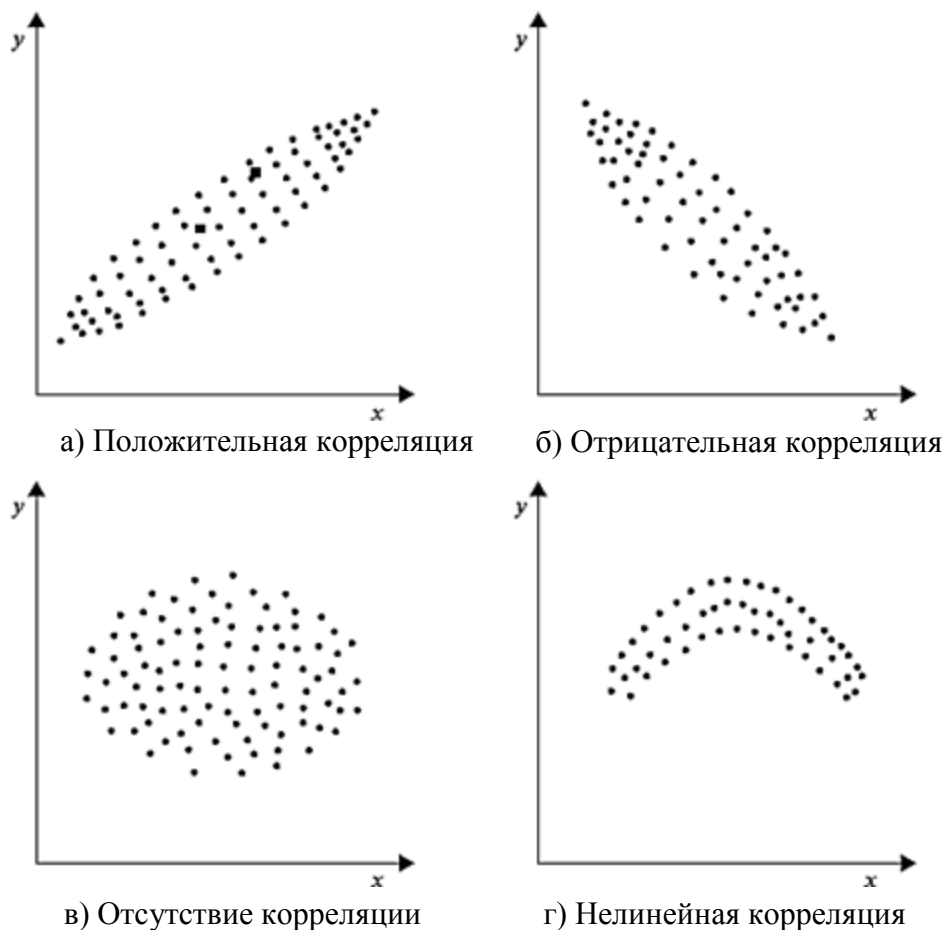 y
y
x
x
а) Положительная корреляция
б) Отрицательная корреляция
y
y
x
x
в) Отсутствие корреляции
г) Нелинейная корреляция